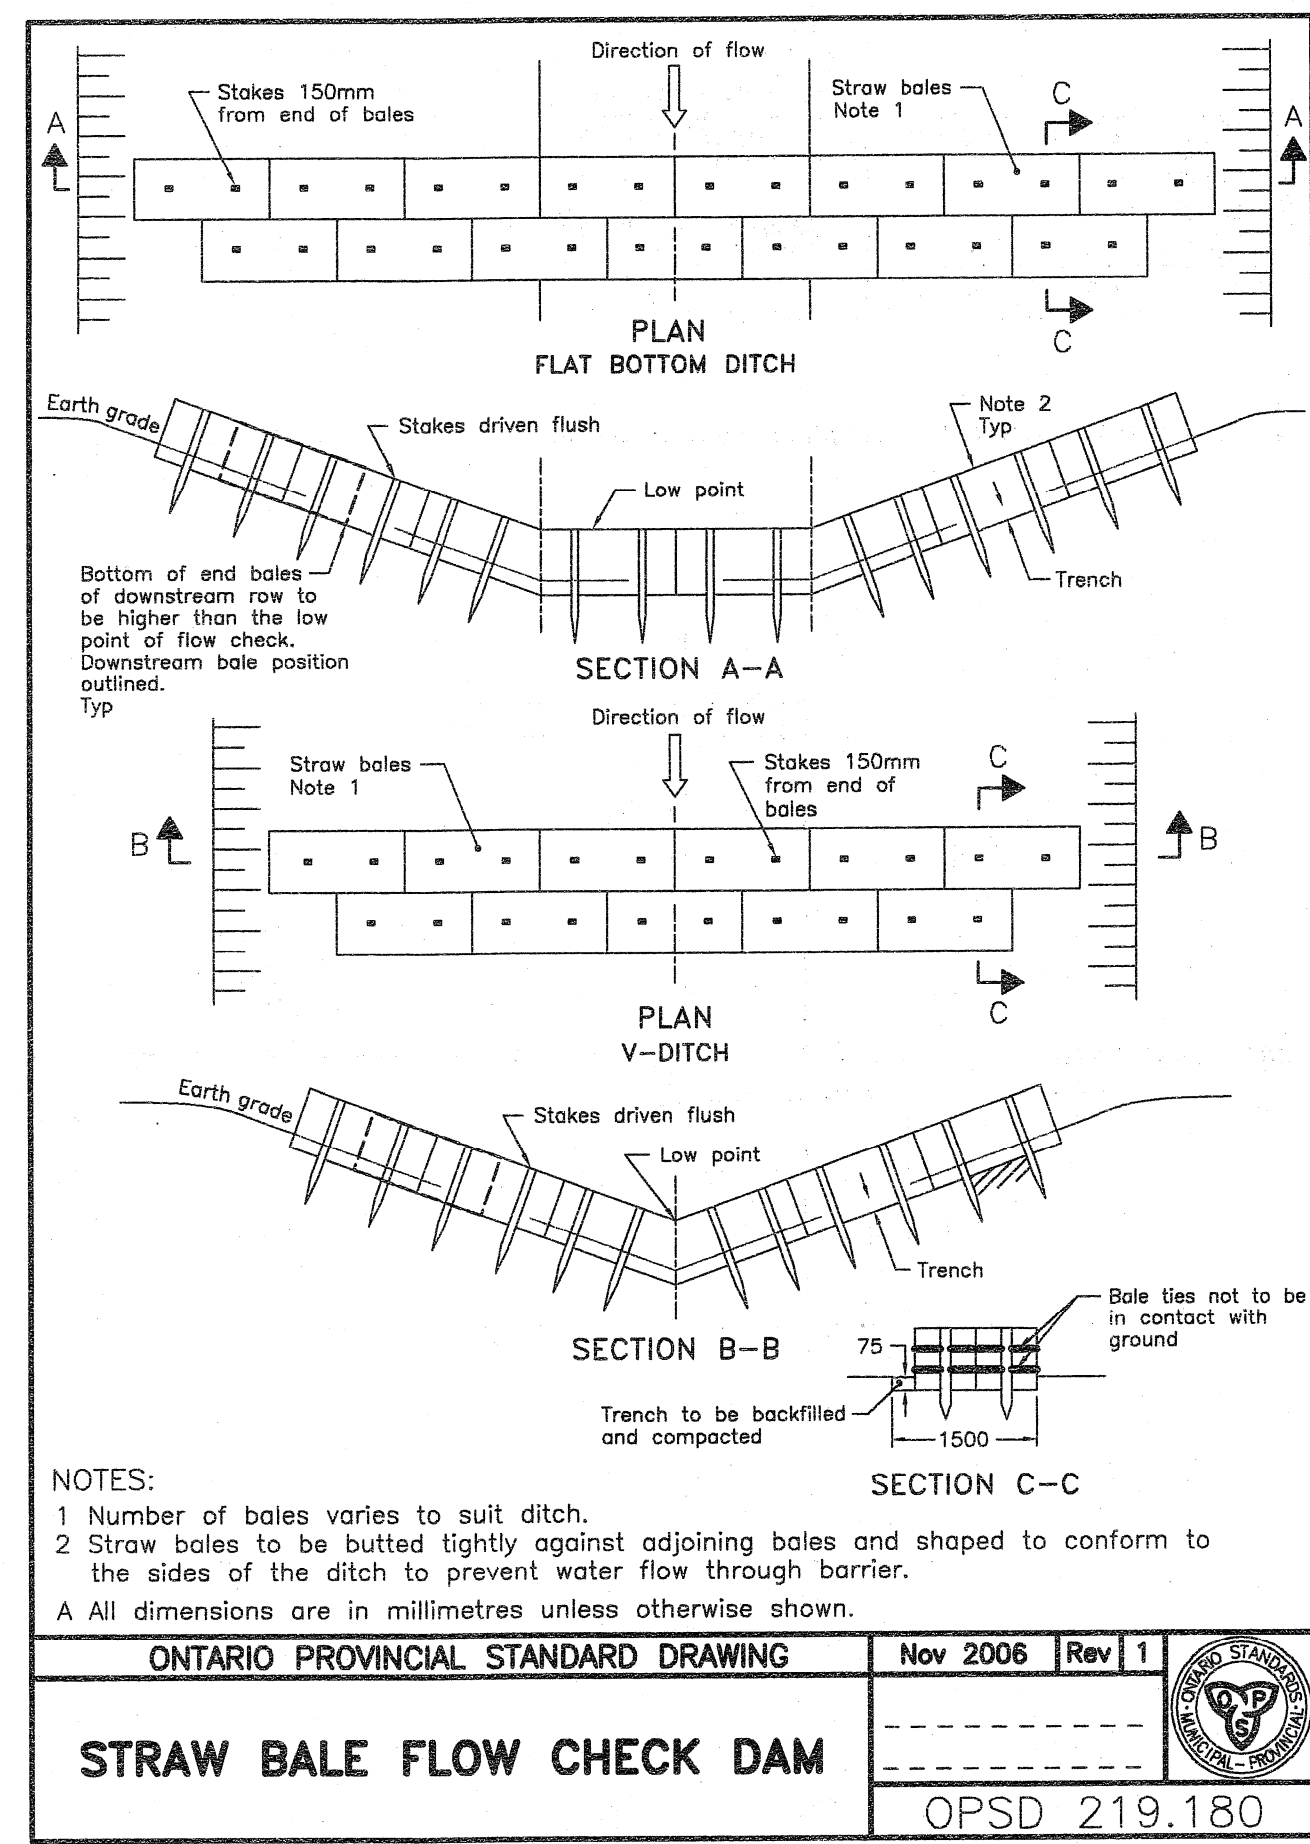 Direction of flow
Stakes 150mm
from end of bales
Straw bales
Note 1
C
A
A
C
PLAN
FLAT BOTTOM DITCH
Earth grade
Stakes driven flush
Note 2
Typ
Low point
Trench
Bottom of end bales
of downstream row to
be higher than the low
point of flow check.
Downstream bale position
outlined.
Typ
SECTION A-A
Direction of flow
Straw bales
Note 1
Stakes 150mm
from end of
bales
C
B
B
C
PLAN
V-DITCH
Earth grade
Stakes driven flush
Low point
Trench
SECTION B-B
Bale ties not to be
in contact with
ground
75
Trench to be backfilled
and compacted
1500
SECTION C-C
NOTES:
1 Number of bales varies to suit ditch.
2 Straw bales to be butted tightly against adjoining bales and shaped to conform to
the sides of the ditch to prevent water flow through barrier.
A All dimensions are in millimetres unless otherwise shown.
ONTARIO PROVINCIAL STANDARD DRAWING
Nov 2006 Rev 1
ONTARIO STANDARDS
MUNICIPAL-PROVINCIAL
OPS
STRAW BALE FLOW CHECK DAM
OPSD 219.180